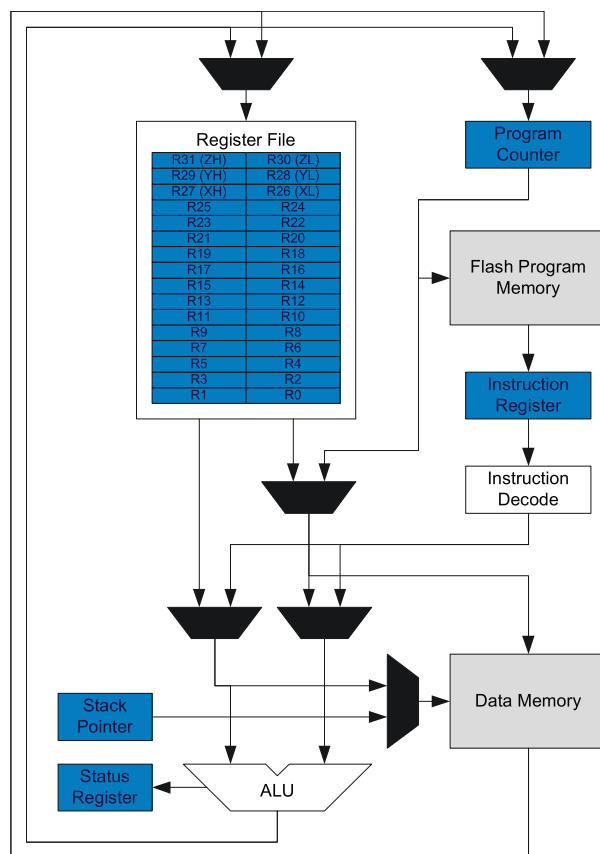 Program
Counter
Register File
R31 (ZH) R30 (ZL)
R29 (YH) R28 (YL)
R27 (XH) R26 (XL)
R25 R24
R23 R22
R21 R20
R19 R18
R17 R16
R15 R14
R13 R12
R11 R10
R9 R8
R7 R6
R5 R4
R3 R2
R1 R0
Flash Program
Memory
Instruction
Register
Instruction
Decode
Stack
Pointer
Data Memory
Status
Register
ALU